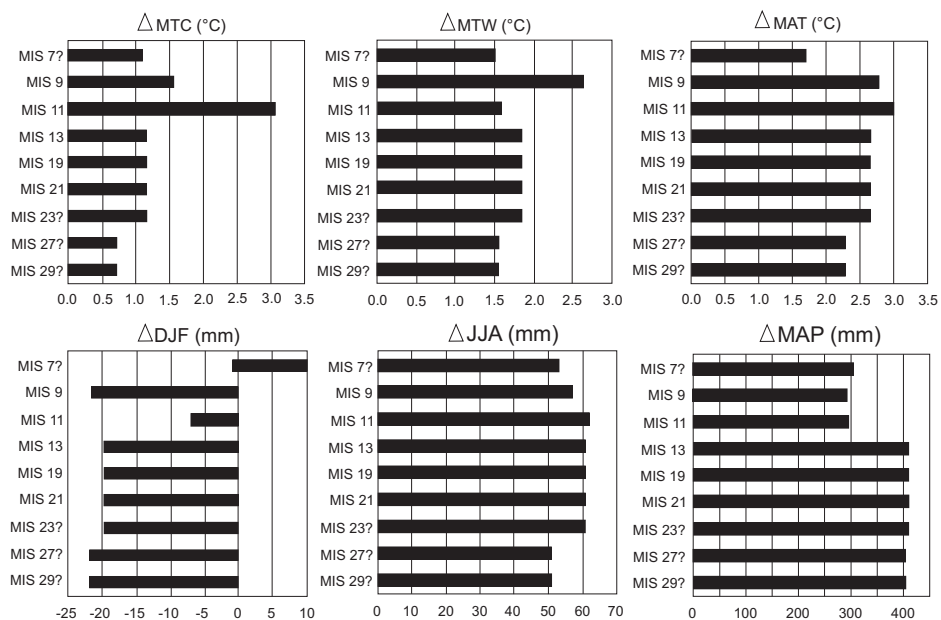 △ MTC (°C)
MIS 7?
MIS 9
MIS 11
MIS 13
MIS 19
MIS 21
MIS 23?
MIS 27?
MIS 29?
0.0 0.5 1.0 1.5 2.0 2.5 3.0 3.5
△ MTW (°C)
MIS 7?
MIS 9
MIS 11
MIS 13
MIS 19
MIS 21
MIS 23?
MIS 27?
MIS 29?
0.0 0.5 1.0 1.5 2.0 2.5 3.0
△ MAT (°C)
MIS 7?
MIS 9
MIS 11
MIS 13
MIS 19
MIS 21
MIS 23?
MIS 27?
MIS 29?
0.0 0.5 1.0 1.5 2.0 2.5 3.0 3.5
△DJF (mm)
MIS 7?
MIS 9
MIS 11
MIS 13
MIS 19
MIS 21
MIS 23?
MIS 27?
MIS 29?
-25 -20 -15 -10 -5 0 5 10
△JJA (mm)
MIS 7?
MIS 9
MIS 11
MIS 13
MIS 19
MIS 21
MIS 23?
MIS 27?
MIS 29?
0 10 20 30 40 50 60 70
△MAP (mm)
MIS 7?
MIS 9
MIS 11
MIS 13
MIS 19
MIS 21
MIS 23?
MIS 27?
MIS 29?
0 100 200 300 400